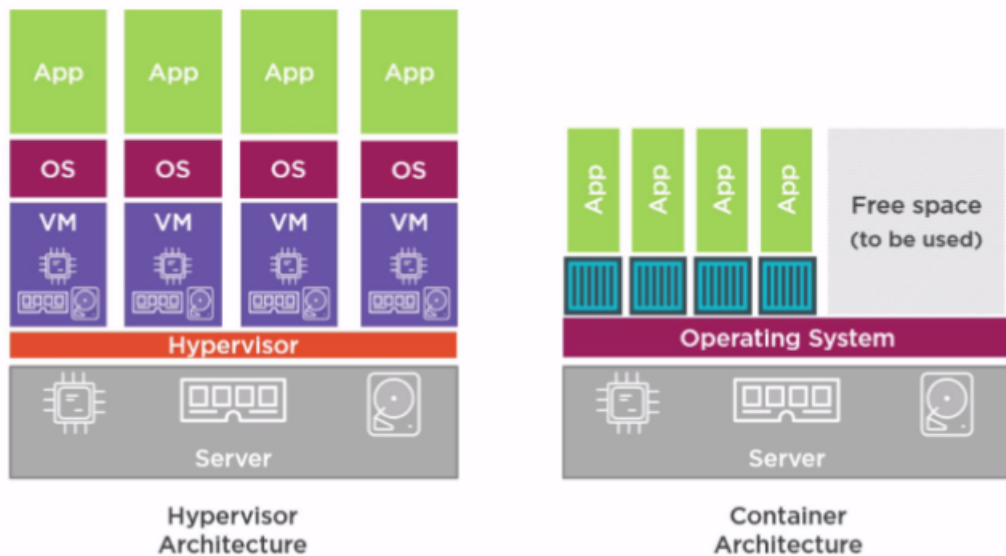 App App App App
OS OS OS OS
VM VM VM VM
Hypervisor
Server
Hypervisor
Architecture
App App App App
Free space
(to be used)
Operating System
Server
Container
Architecture